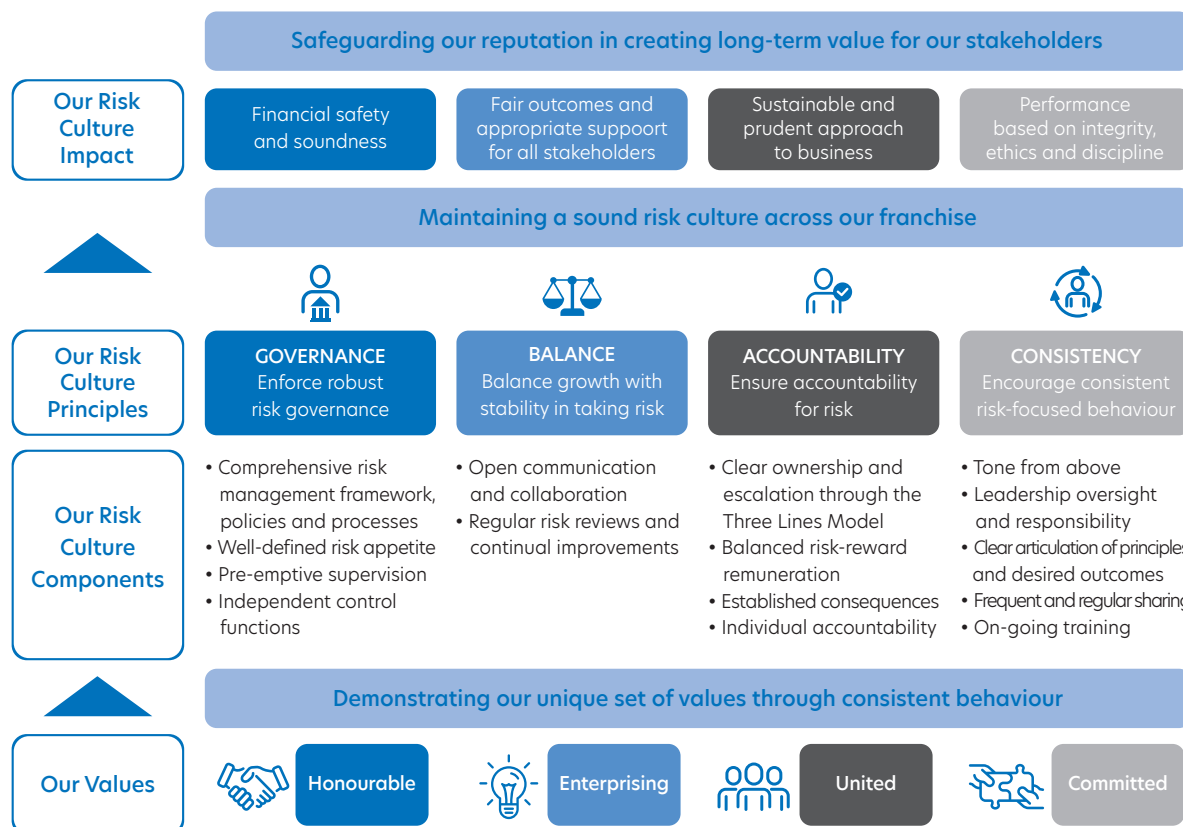 Safeguarding our reputation in creating long-term value for our stakeholders
Our Risk
Culture
Impact
Financial safety
and soundness
Fair outcomes and
appropriate suppoort
for all stakeholders
Sustainable and
prudent approach
to business
Performance
based on integrity,
ethics and discipline
Maintaining a sound risk culture across our franchise
Our Risk
Culture
Principles
GOVERNANCE
Enforce robust
risk governance
BALANCE
Balance growth with
stability in taking risk
ACCOUNTABILITY
Ensure accountability
for risk
CONSISTENCY
Encourage consistent
risk-focused behaviour
Our Risk
Culture
Components
• Comprehensive risk
management framework,
policies and processes
• Well-defined risk appetite
• Pre-emptive supervision
• Independent control
functions
• Open communication
and collaboration
• Regular risk reviews and
continual improvements
• Clear ownership and
escalation through the
Three Lines Model
• Balanced risk-reward
remuneration
• Established consequences
• Individual accountability
• Tone from above
• Leadership oversight
and responsibility
• Clear articulation of principles
and desired outcomes
• Frequent and regular sharing
• On-going training
Demonstrating our unique set of values through consistent behaviour
Our Values
Honourable
Enterprising
United
Committed